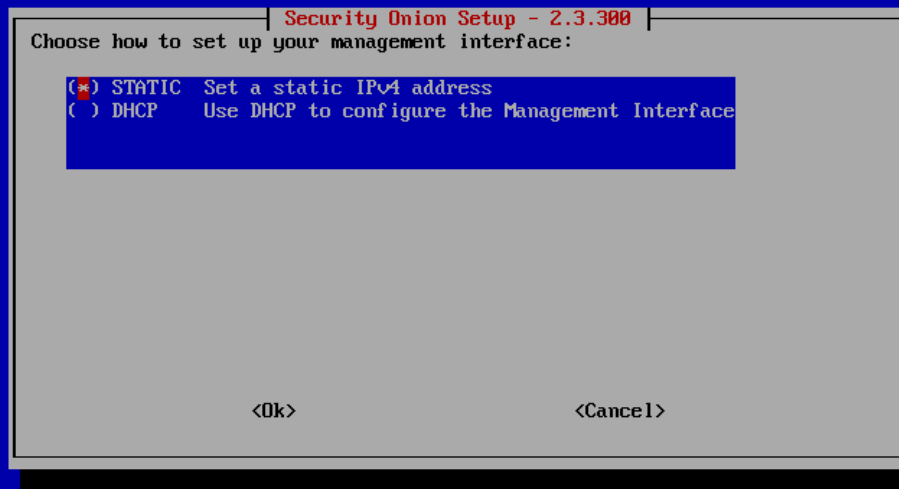 Security Onion Setup - 2.3.300
Choose how to set up your management interface:
(*) STATIC  Set a static IPv4 address
( ) DHCP    Use DHCP to configure the Management Interface
<Ok>                         <Cancel>